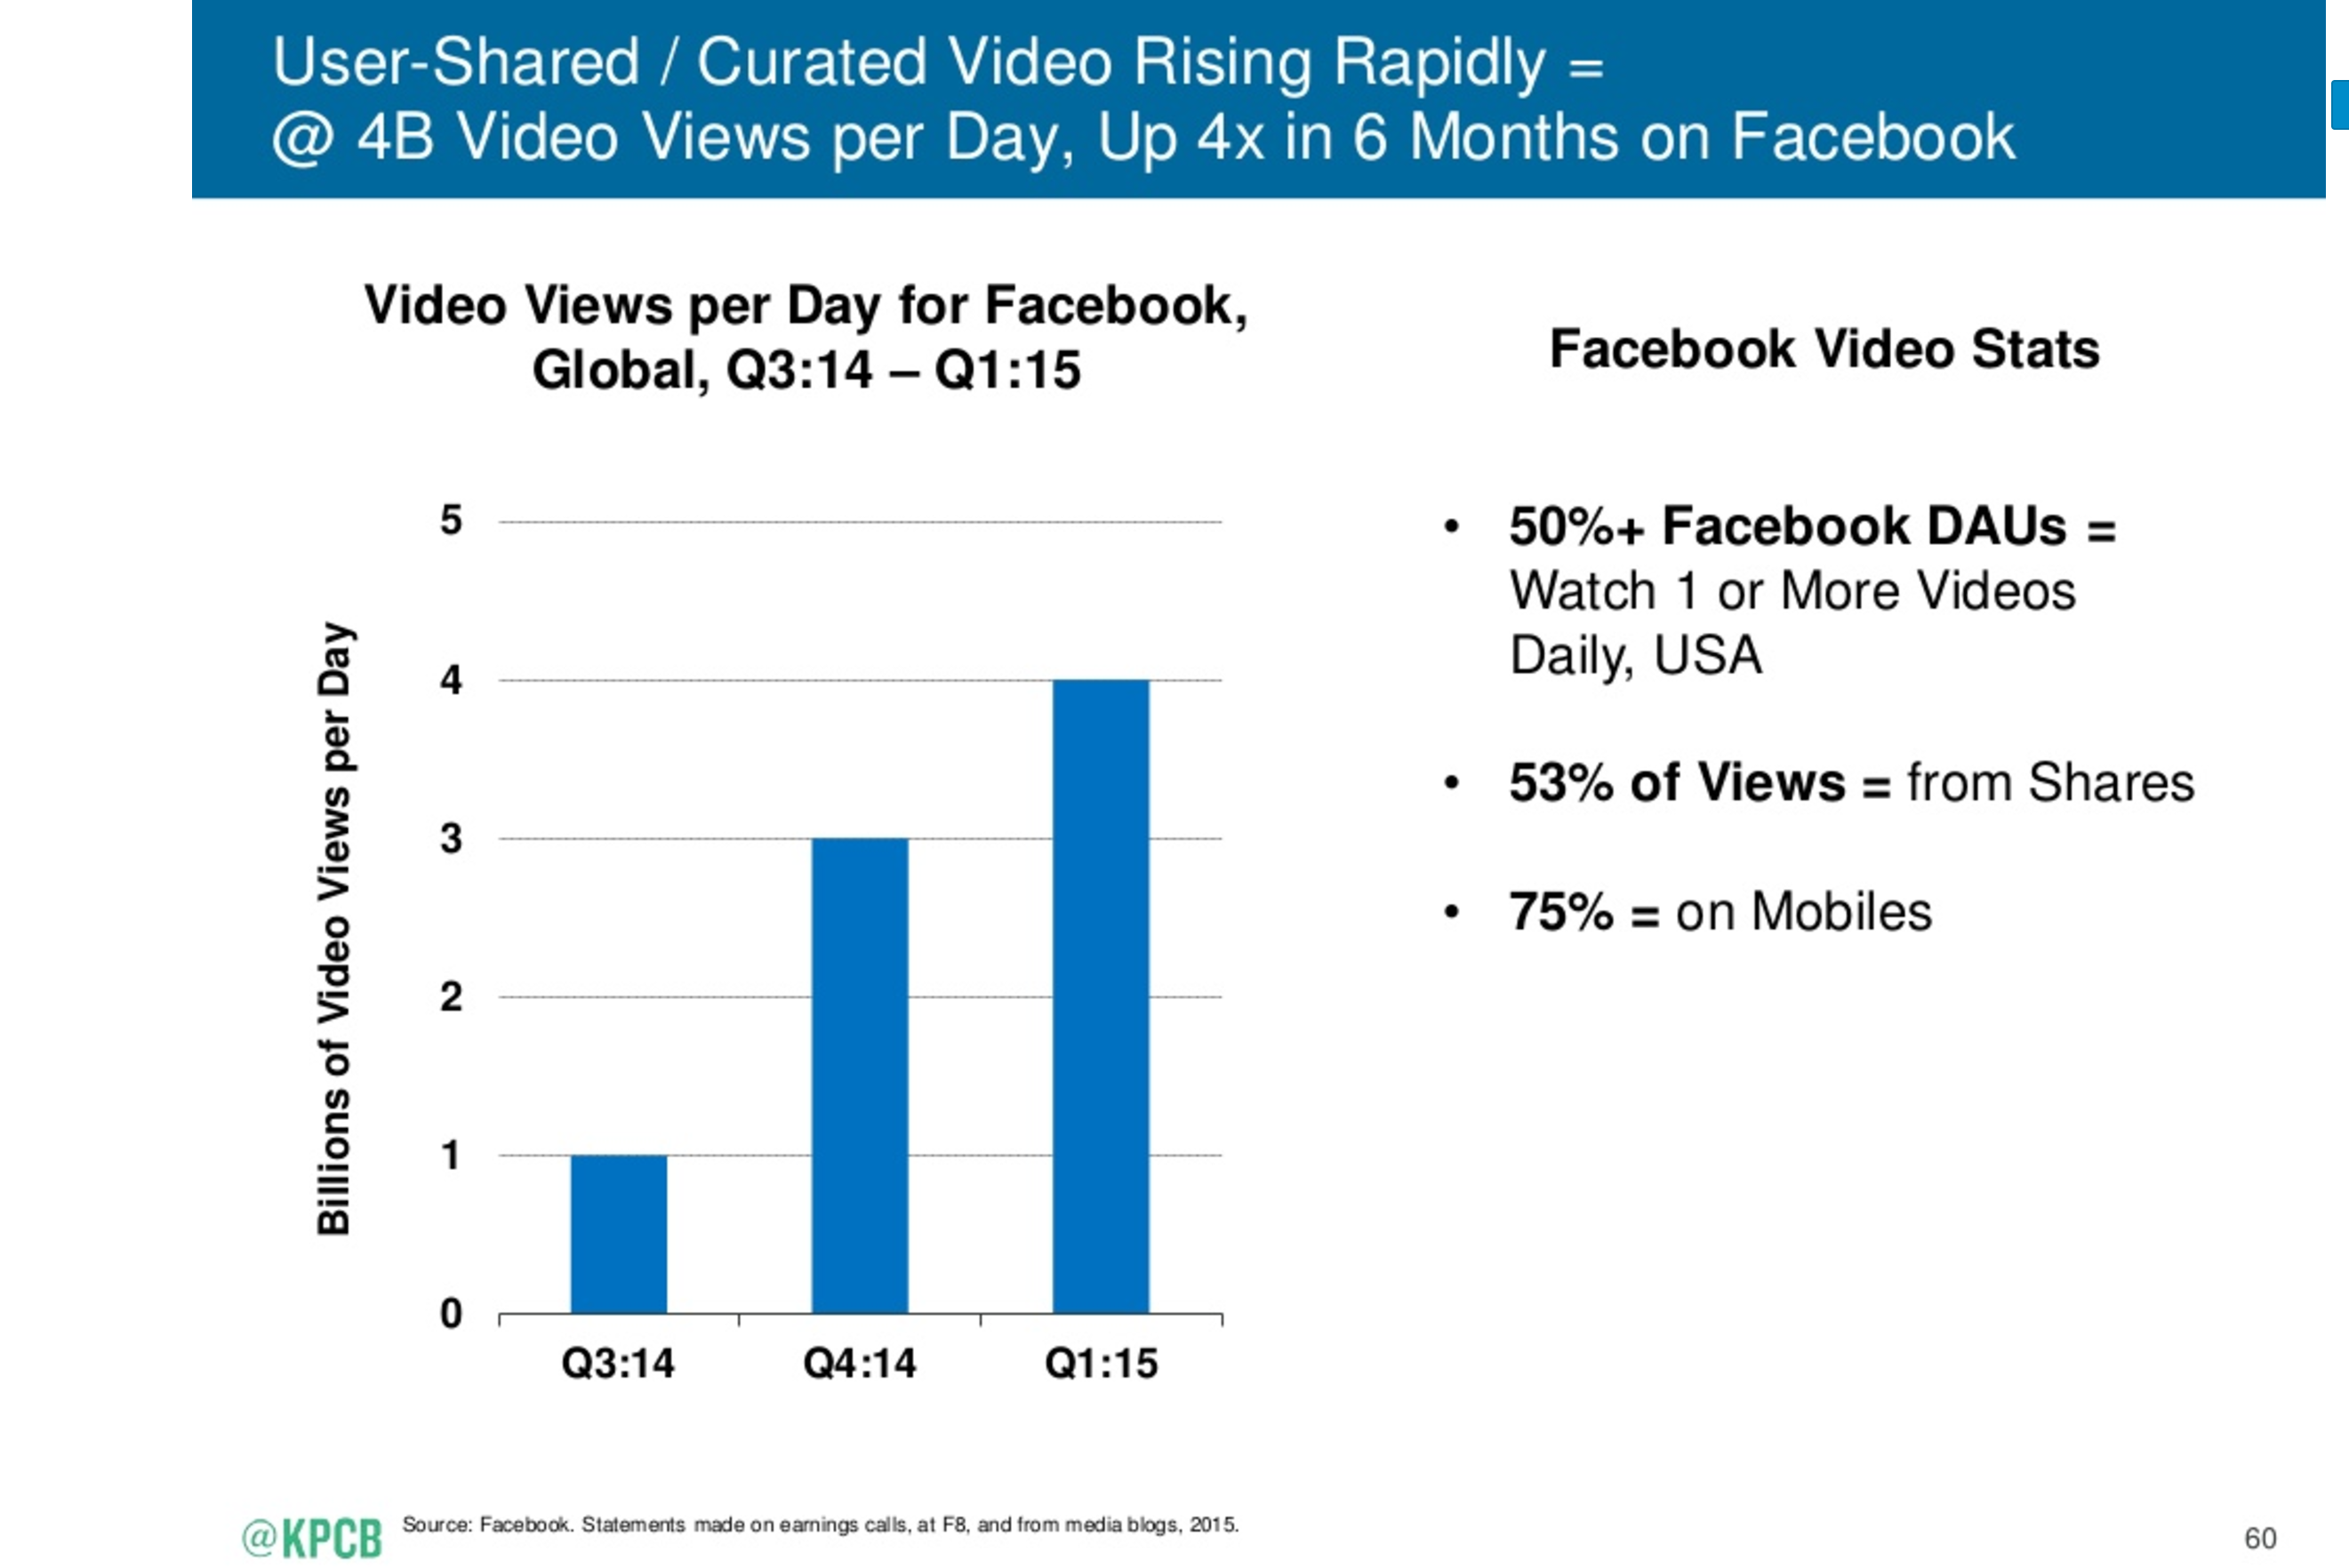 User-Shared / Curated Video Rising Rapidly =
@ 4B Video Views per Day, Up 4x in 6 Months on Facebook
Video Views per Day for Facebook,
Global, Q3:14 – Q1:15
Billions of Video Views per Day
5
4
3
2
1
0
Q3:14
Q4:14
Q1:15
Facebook Video Stats
• 50%+ Facebook DAUs =
Watch 1 or More Videos
Daily, USA
• 53% of Views = from Shares
• 75% = on Mobiles
@KPCB
Source: Facebook. Statements made on earnings calls, at F8, and from media blogs, 2015.
60